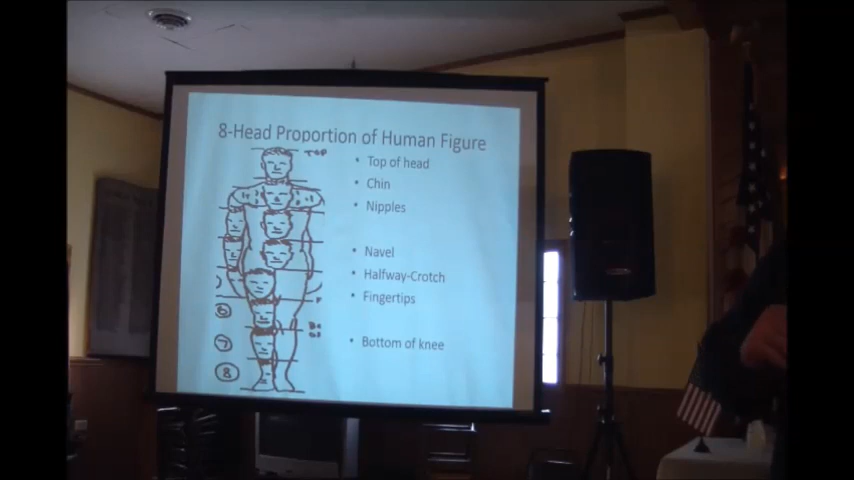 8-Head Proportion of Human Figure
TOP
• Top of head
• Chin
• Nipples
• Navel
• Halfway-Crotch
• Fingertips
6
7
• Bottom of knee
8